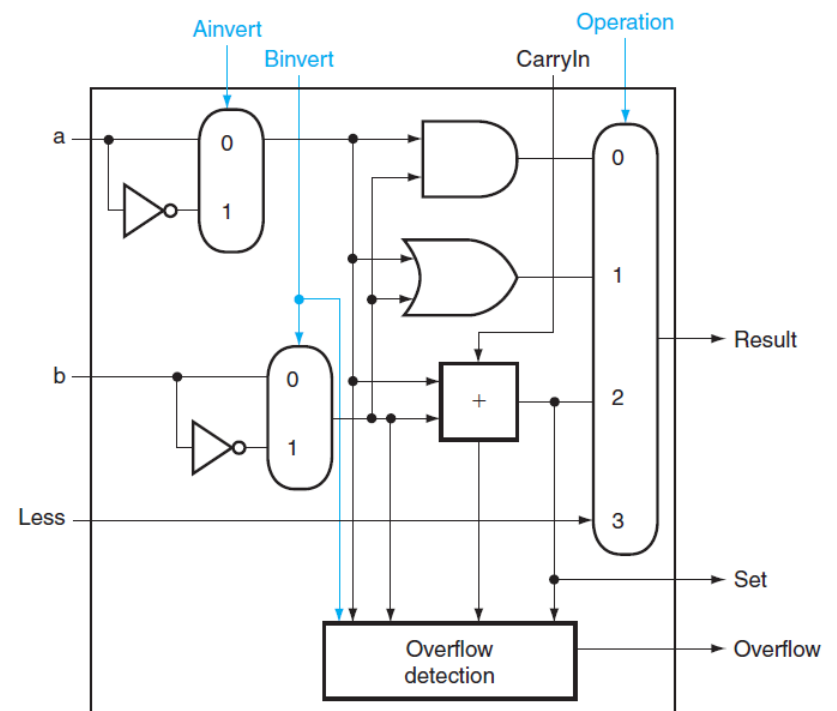 Ainvert
Binvert
CarryIn
Operation
a
0
1
0
1
b
0
1
+
2
Result
Less
3
Set
Overflow
detection
Overflow